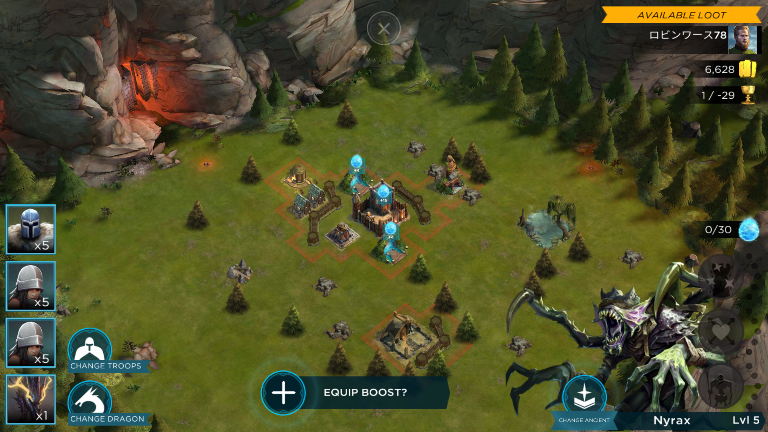 AVAILABLE LOOT
ロビンワース78
6,628
1 / -29
0/30
x5
x5
x5
x1
CHANGE TROOPS
CHANGE DRAGON
EQUIP BOOST?
CHANGE ANCIENT
Nyrax
Lvl 5